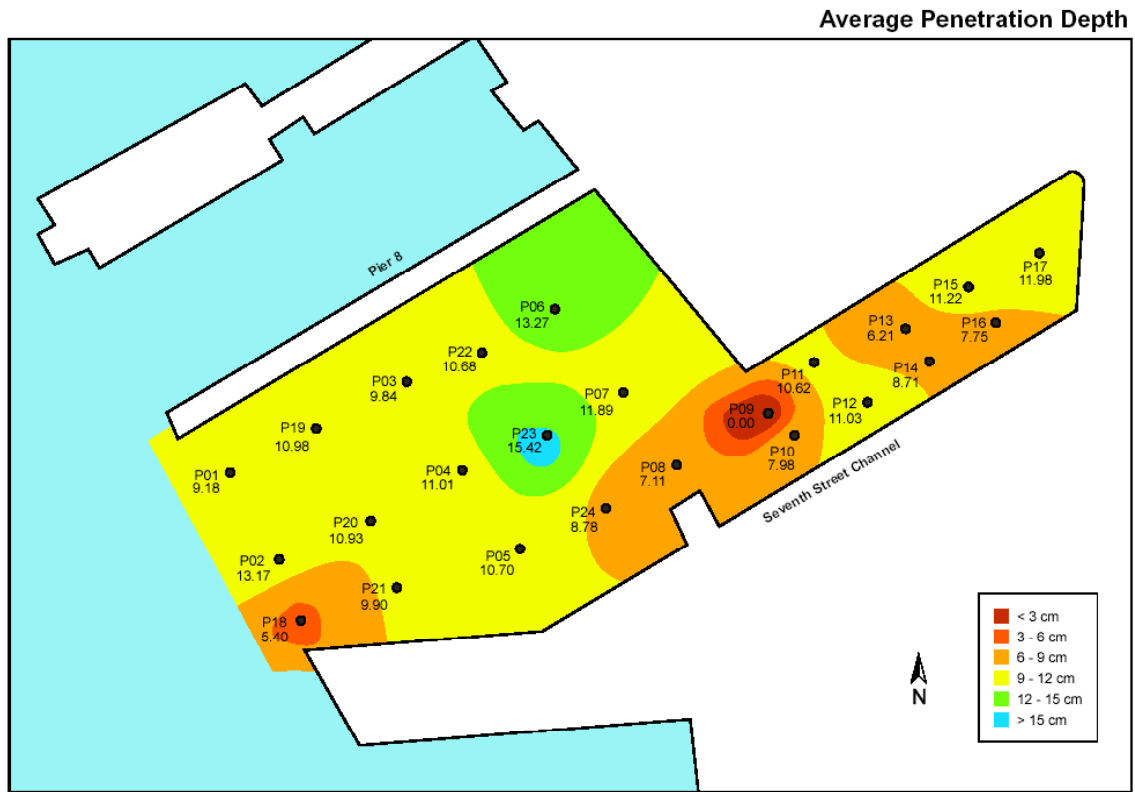 Average Penetration Depth
Pier 8
P06
13.27
P22
10.68
P03
9.84
P07
11.89
P19
10.98
P23
15.42
P01
9.18
P04
11.01
P08
7.11
P24
8.78
P20
10.93
P05
10.70
P02
13.17
P21
9.90
P18
5.40
P17
11.98
P15
11.22
P13
6.21
P16
7.75
P14
8.71
P11
10.62
P12
11.03
P09
0.00
P10
7.98
Seventh Street Channel
N
< 3 cm
3 - 6 cm
6 - 9 cm
9 - 12 cm
12 - 15 cm
> 15 cm